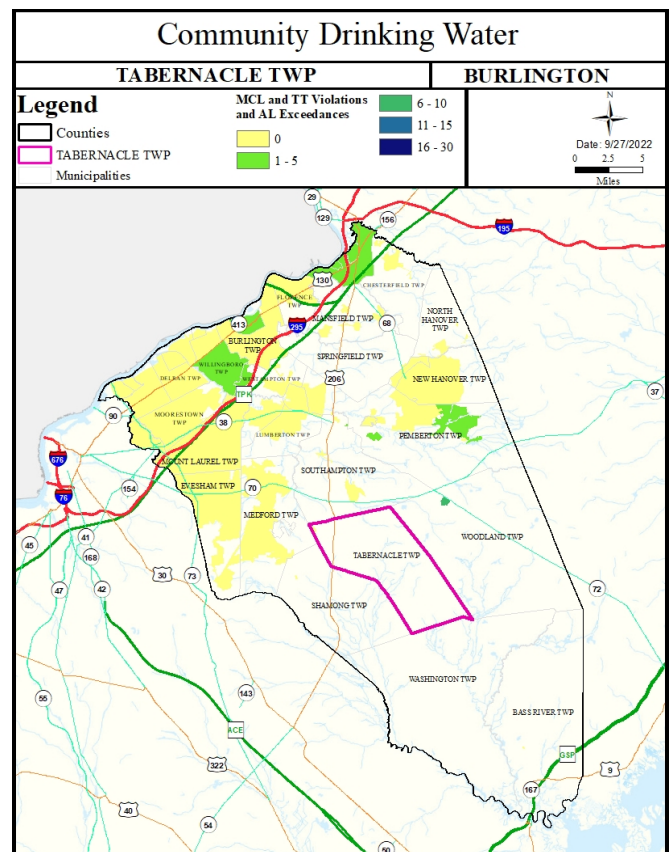 Community Drinking Water
TABERNACLE TWP
BURLINGTON
Legend
Counties
TABERNACLE TWP
Municipalities
MCL and TT Violations
and AL Exceedances
0
1 - 5
6 - 10
11 - 15
16 - 30
N
Date: 9/27/2022
0 2.5 5
Miles
29
129
156
195
130
CHESTERFIELD TWP
FLORENCE
TWP
MANSFIELD TWP
NORTH
HANOVER
TWP
413
295
68
BURLINGTON
TWP
SPRINGFIELD TWP
WILLINGBORO
TWP
DELRAN TWP
WESTAMPTON TWP
206
NEW HANOVER TWP
TPK
37
90
MOORESTOWN
TWP
38
LUMBERTON TWP
PEMBERTON TWP
676
MOUNT LAUREL TWP
SOUTHAMPTON TWP
76
154
EVESHAM TWP
70
MEDFORD TWP
45
41
168
TABERNACLE TWP
WOODLAND TWP
30
73
47
42
72
SHAMONG TWP
WASHINGTON TWP
55
143
BASS RIVER TWP
ACE
GSP
322
9
167
40
54
50